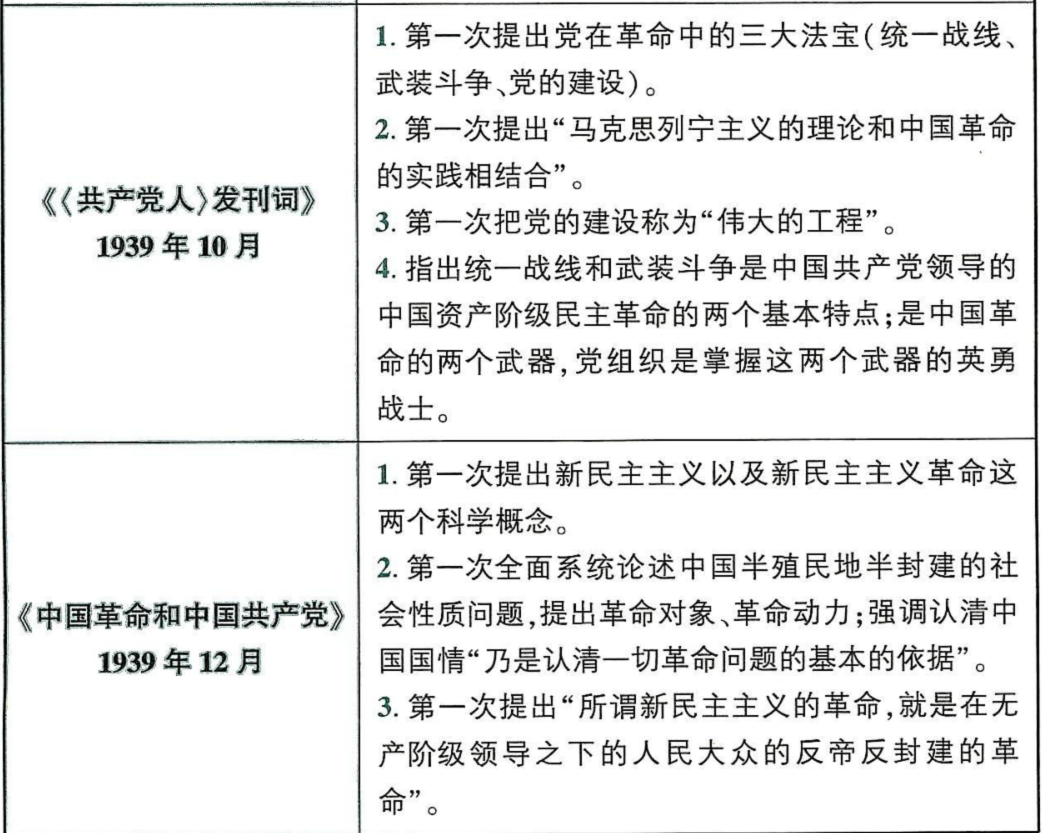 《〈共产党人〉发刊词》
1939 年 10 月
1. 第一次提出党在革命中的三大法宝(统一战线、
武装斗争、党的建设)。
2. 第一次提出“马克思列宁主义的理论和中国革命
的实践相结合”。
3. 第一次把党的建设称为“伟大的工程”。
4. 指出统一战线和武装斗争是中国共产党领导的
中国资产阶级民主革命的两个基本特点;是中国革
命的两个武器,党组织是掌握这两个武器的英勇
战士。
《中国革命和中国共产党》
1939 年 12 月
1. 第一次提出新民主主义以及新民主主义革命这
两个科学概念。
2. 第一次全面系统论述中国半殖民地半封建的社
会性质问题,提出革命对象、革命动力;强调认清中
国国情“乃是认清一切革命问题的基本的依据”。
3. 第一次提出“所谓新民主主义的革命,就是在无
产阶级领导之下的人民大众的反帝反封建的革
命”。